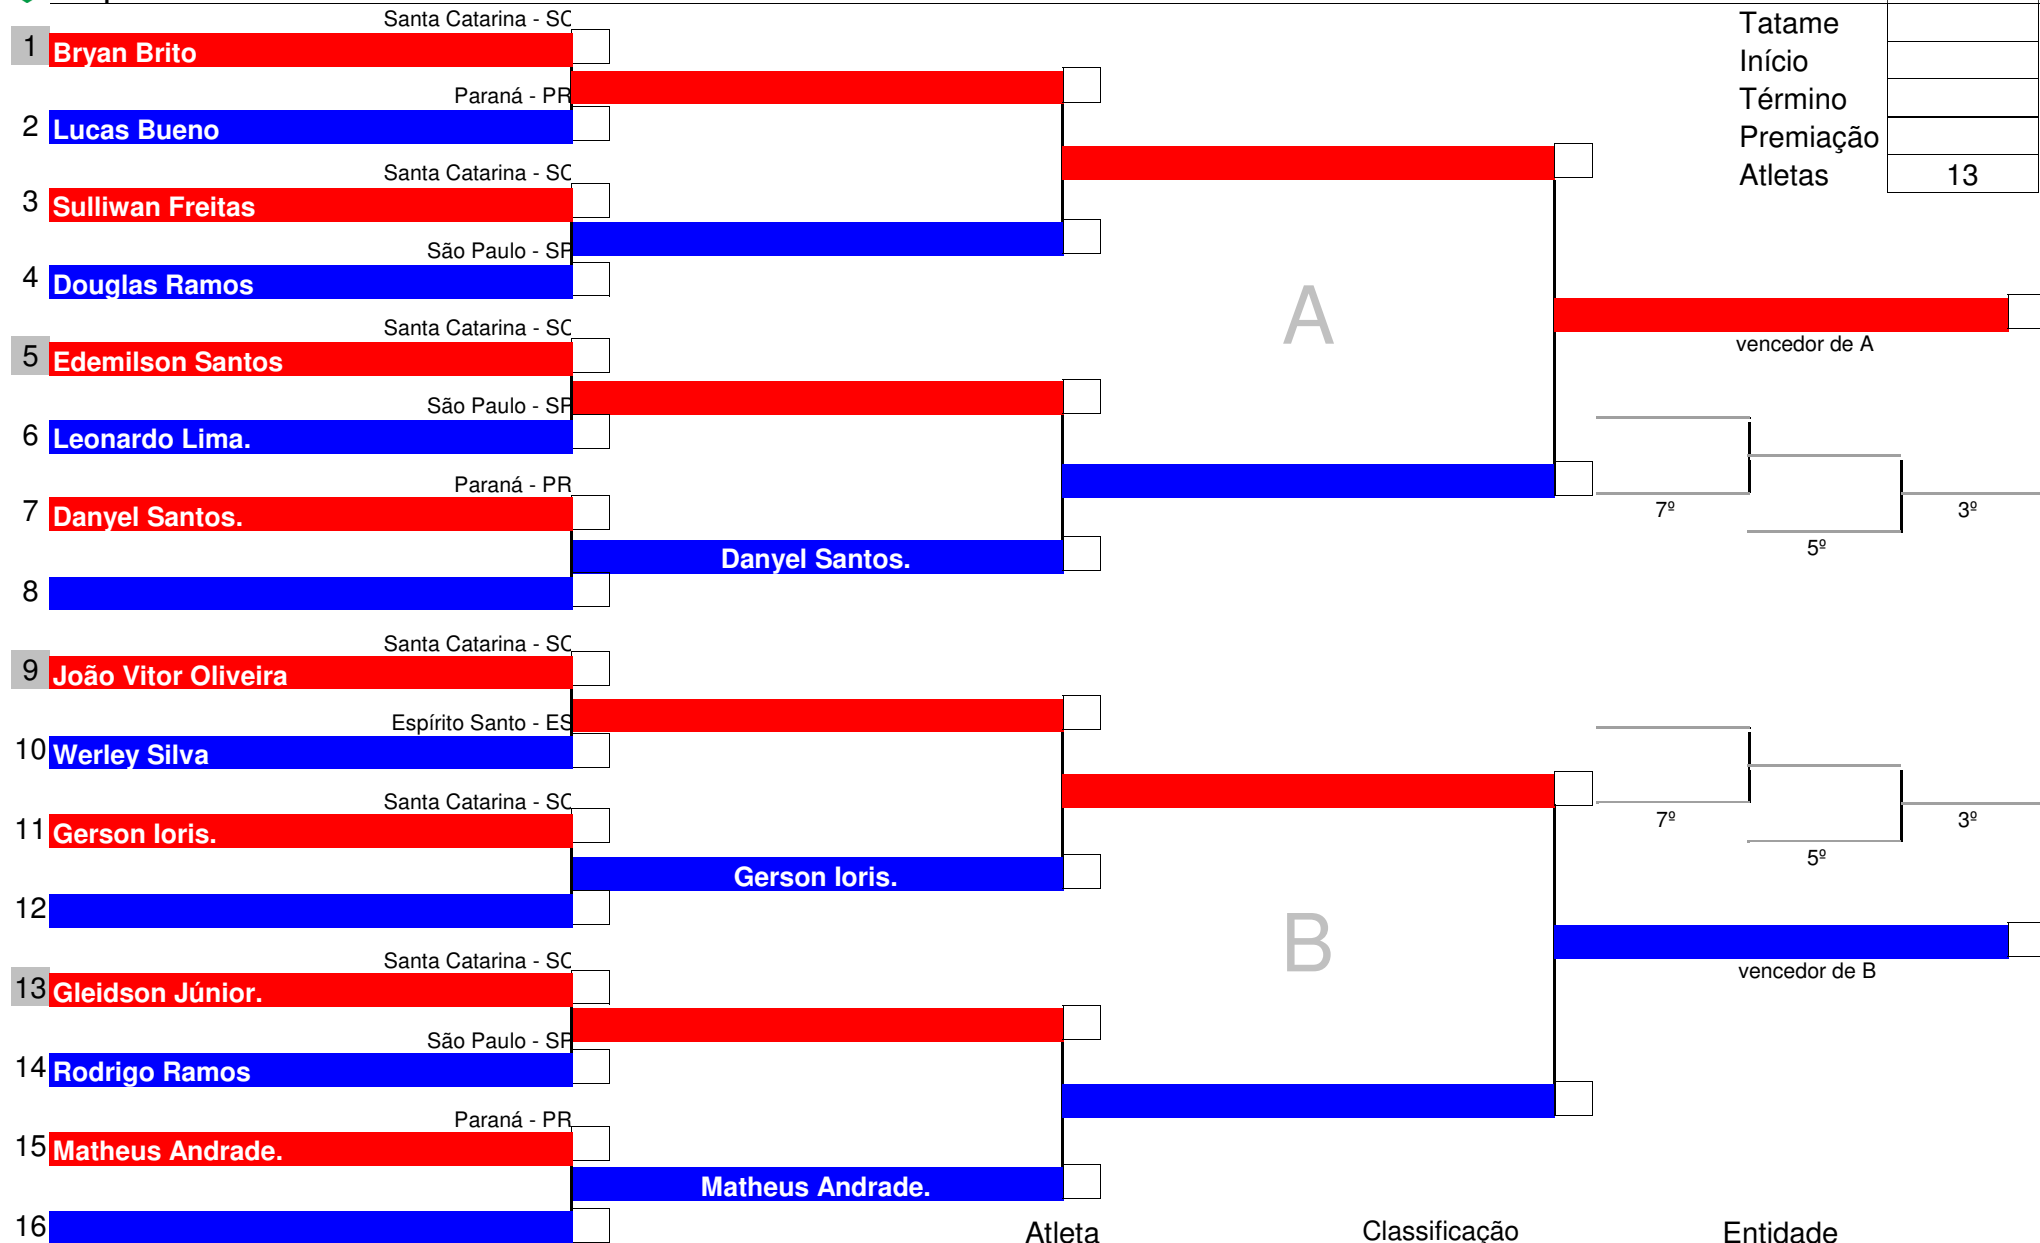 Santa Catarina - SC
1 Bryan Brito
Paraná - PR
2 Lucas Bueno
Santa Catarina - SC
3 Sulliwan Freitas
São Paulo - SP
4 Douglas Ramos
Santa Catarina - SC
5 Edemilson Santos
São Paulo - SP
6 Leonardo Lima.
Paraná - PR
7 Danyel Santos.
Danyel Santos.
8
Santa Catarina - SC
9 João Vitor Oliveira
Espírito Santo - ES
10 Werley Silva
Santa Catarina - SC
11 Gerson Ioris.
Gerson Ioris.
12
Santa Catarina - SC
13 Gleidson Júnior.
São Paulo - SP
14 Rodrigo Ramos
Paraná - PR
15 Matheus Andrade.
Matheus Andrade.
16
A
B
Tatame
Início
Término
Premiação
Atletas 13
vencedor de A
7º
3º
5º
7º
3º
5º
vencedor de B
Atleta Classificação Entidade